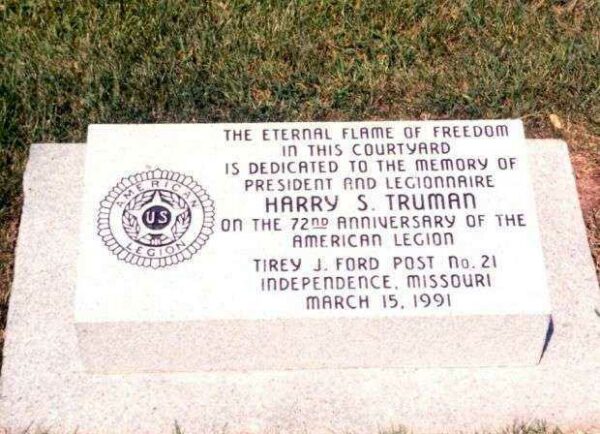 THE ETERNAL FLAME OF FREEDOM
IN THIS COURTYARD
IS DEDICATED TO THE MEMORY OF
PRESIDENT AND LEGIONNAIRE
HARRY S. TRUMAN
ON THE 72ND ANNIVERSARY OF THE
AMERICAN LEGION
TIREY J. FORD POST No. 21
INDEPENDENCE, MISSOURI
MARCH 15, 1991
AMERICAN
US
LEGION